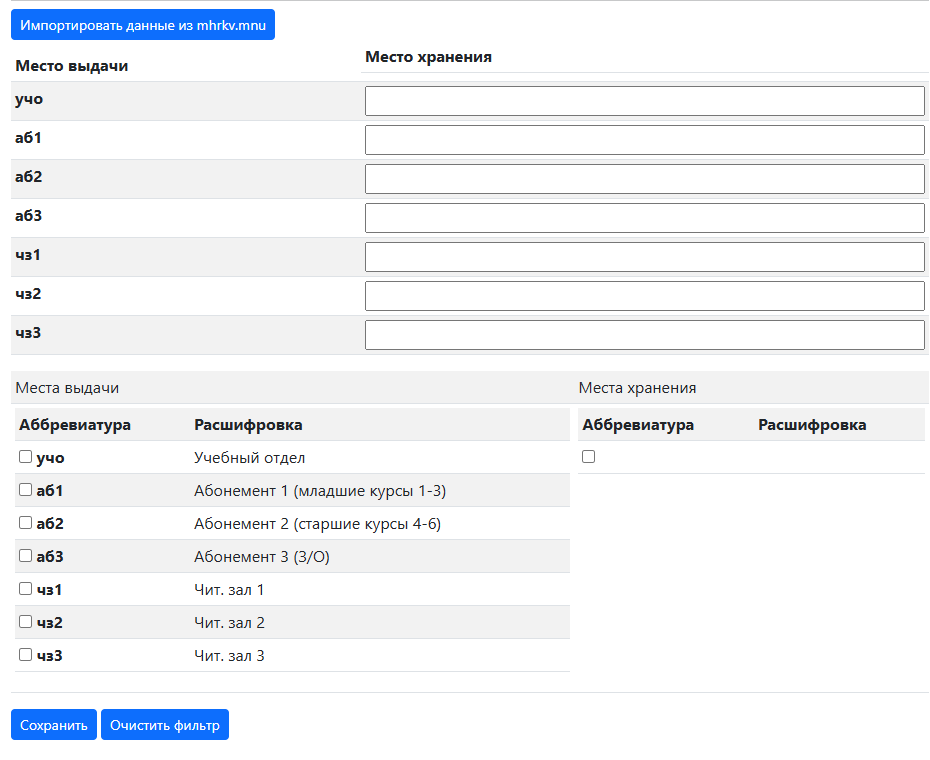 Импортировать данные из mhrkv.mnu
Место выдачи Место хранения
учо
аб1
аб2
аб3
чз1
чз2
чз3
Места выдачи Места хранения
Аббревиатура Расшифровка Аббревиатура Расшифровка
учо Учебный отдел
аб1 Абонемент 1 (младшие курсы 1-3)
аб2 Абонемент 2 (старшие курсы 4-6)
аб3 Абонемент 3 (З/О)
чз1 Чит. зал 1
чз2 Чит. зал 2
чз3 Чит. зал 3
Сохранить Очистить фильтр